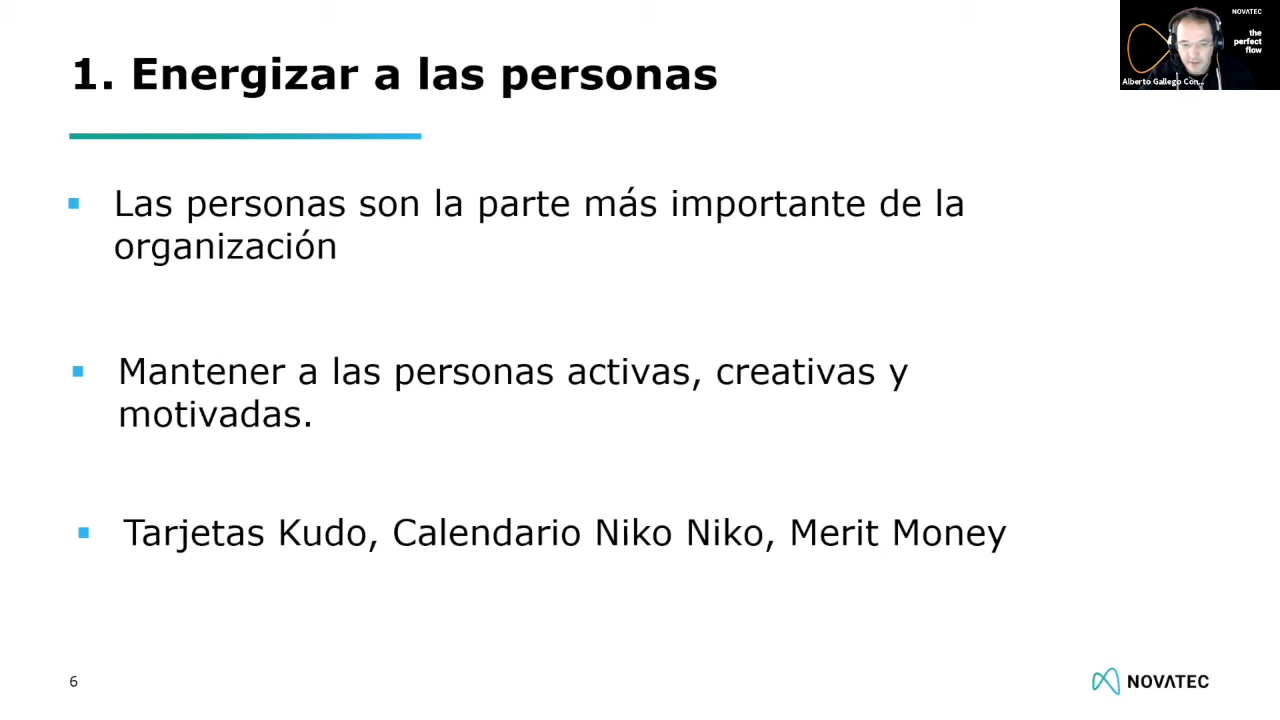 1. Energizar a las personas
NOVATEC
the
perfect
flow
Alberto Gallego Con...
Las personas son la parte más importante de la
organización
Mantener a las personas activas, creativas y
motivadas.
Tarjetas Kudo, Calendario Niko Niko, Merit Money
6
NOVATEC